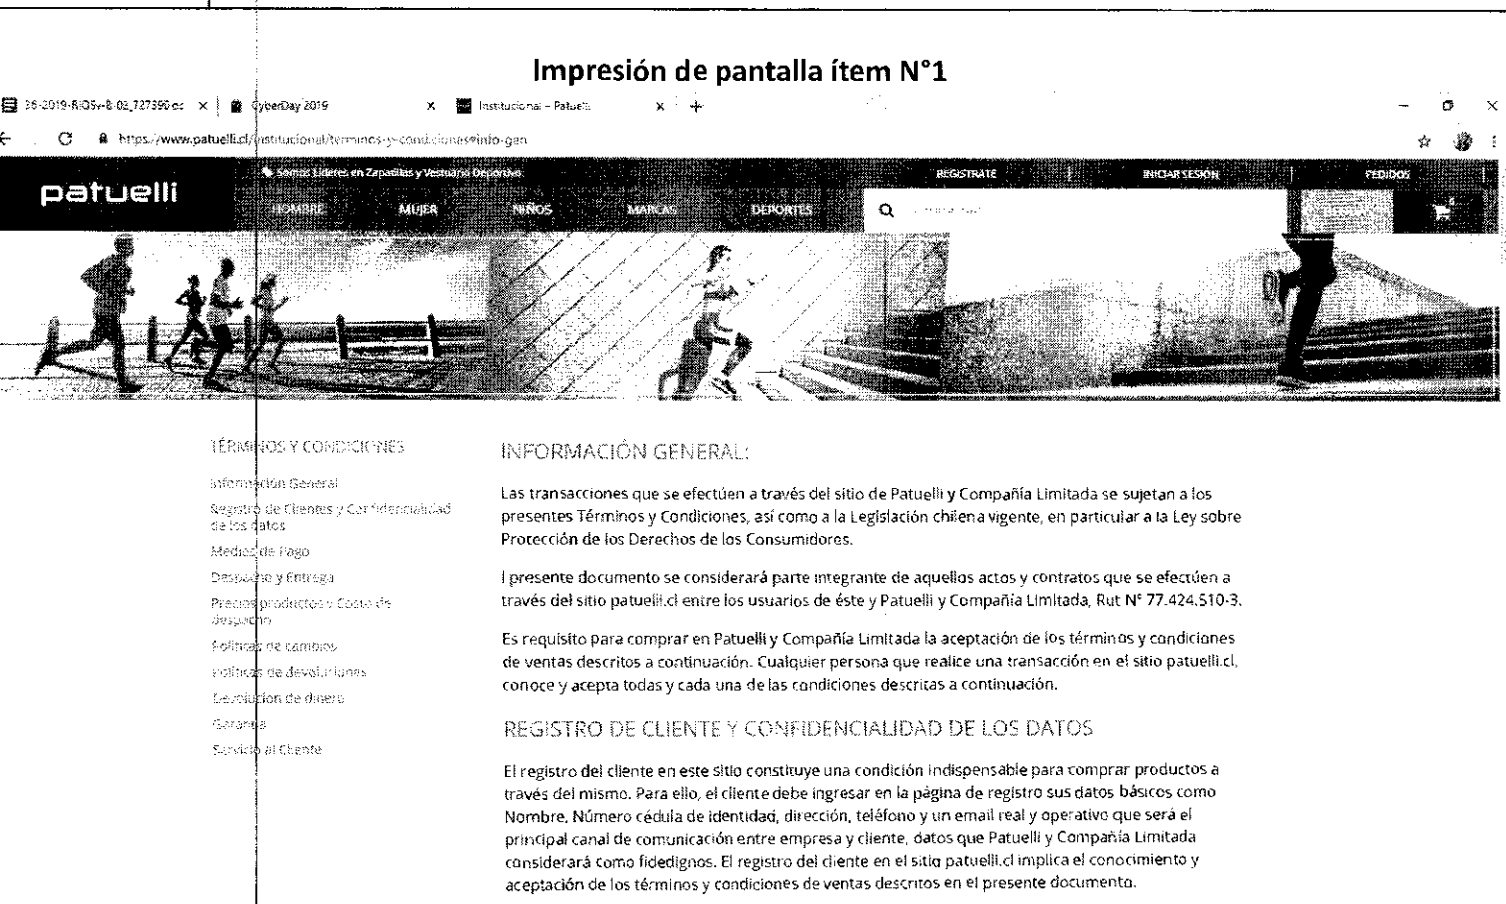 Impresión de pantalla ítem N°1
CyberDay 2019
Institucional – Patuelli
https://www.patuelli.cl/institucional/terminos-y-condiciones#info-gen
patuelli
Somos Líderes en Zapatillas y Vestuario Deportivo
REGISTRATE
INICIAR SESIÓN
PEDIDOS
HOMBRE
MUJER
NIÑOS
MARCAS
DEPORTES
TÉRMINOS Y CONDICIONES
Información General
Registro de Clientes y Confidencialidad
de los datos
Medios de Pago
Despacho y Entrega
Precios productos y Costo de
despacho
Políticas de cambios
Políticas de devoluciones
Devolución de dinero
Garantía
Servicio al Cliente
INFORMACIÓN GENERAL:
Las transacciones que se efectúen a través del sitio de Patuelli y Compañía Limitada se sujetan a los
presentes Términos y Condiciones, así como a la Legislación chilena vigente, en particular a la Ley sobre
Protección de los Derechos de los Consumidores.
l presente documento se considerará parte integrante de aquellos actos y contratos que se efectúen a
través del sitio patuelli.cl entre los usuarios de éste y Patuelli y Compañía Limitada, Rut N° 77.424.510-3.
Es requisito para comprar en Patuelli y Compañía Limitada la aceptación de los términos y condiciones
de ventas descritos a continuación. Cualquier persona que realice una transacción en el sitio patuelli.cl,
conoce y acepta todas y cada una de las condiciones descritas a continuación.
REGISTRO DE CLIENTE Y CONFIDENCIALIDAD DE LOS DATOS
El registro del cliente en este sitio constituye una condición indispensable para comprar productos a
través del mismo. Para ello, el cliente debe ingresar en la página de registro sus datos básicos como
Nombre, Número cédula de identidad, dirección, teléfono y un email real y operativo que será el
principal canal de comunicación entre empresa y cliente, datos que Patuelli y Compañía Limitada
considerará como fidedignos. El registro del cliente en el sitio patuelli.cl implica el conocimiento y
aceptación de los términos y condiciones de ventas descritos en el presente documento.